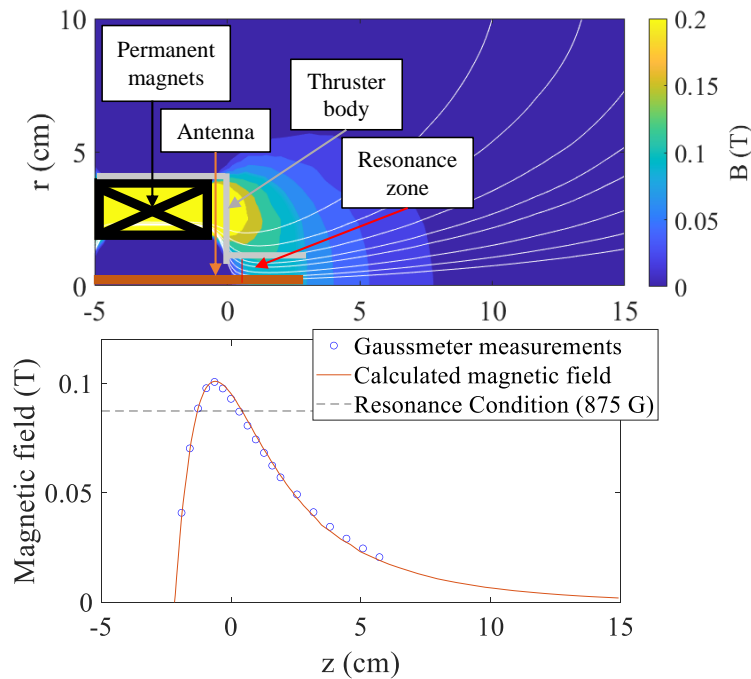 10
5
0
r (cm)
Permanent
magnets
Antenna
Thruster
body
Resonance
zone
-5
0
5
10
15
0.2
0.15
0.1
0.05
0
B (T)
Gaussmeter measurements
Calculated magnetic field
Resonance Condition (875 G)
0.1
0.05
0
Magnetic field (T)
-5
0
5
10
15
z (cm)